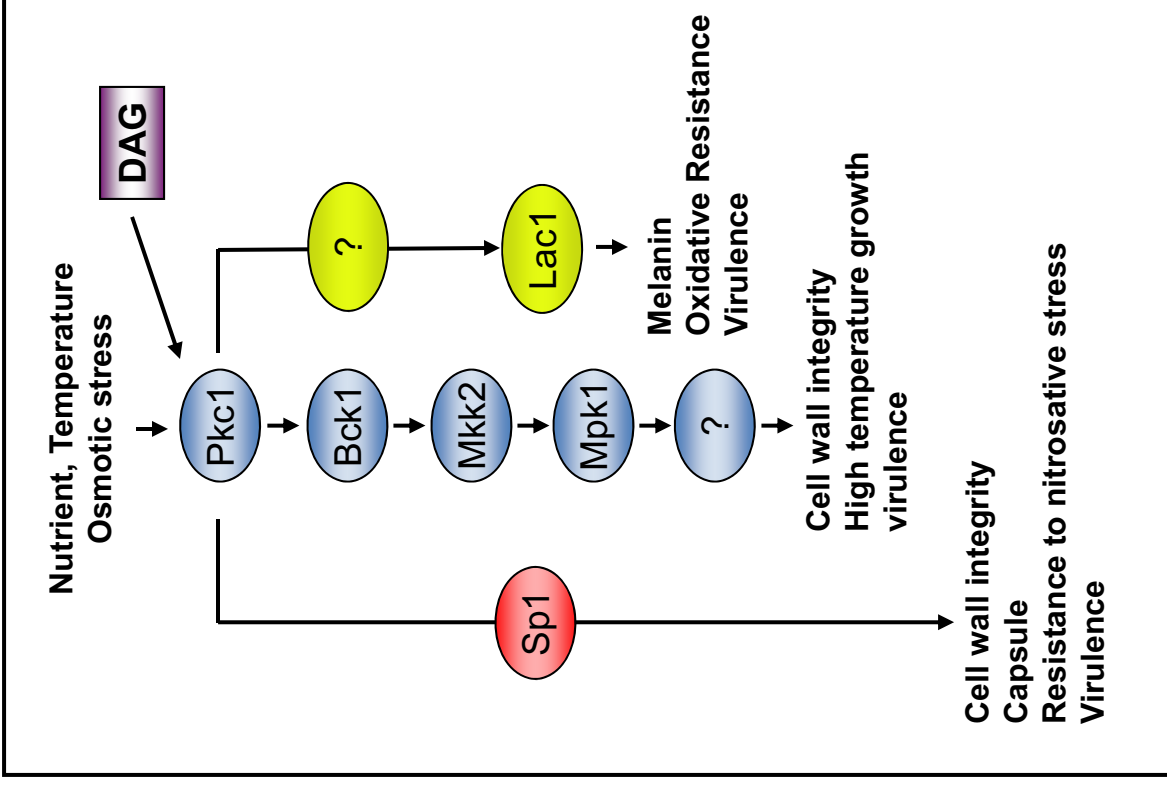 Nutrient, Temperature
Osmotic stress
DAG
Pkc1
Bck1
Mkk2
Mpk1
?
?
Lac1
Sp1
Melanin
Oxidative Resistance
Virulence
Cell wall integrity
High temperature growth
virulence
Cell wall integrity
Capsule
Resistance to nitrosative stress
Virulence